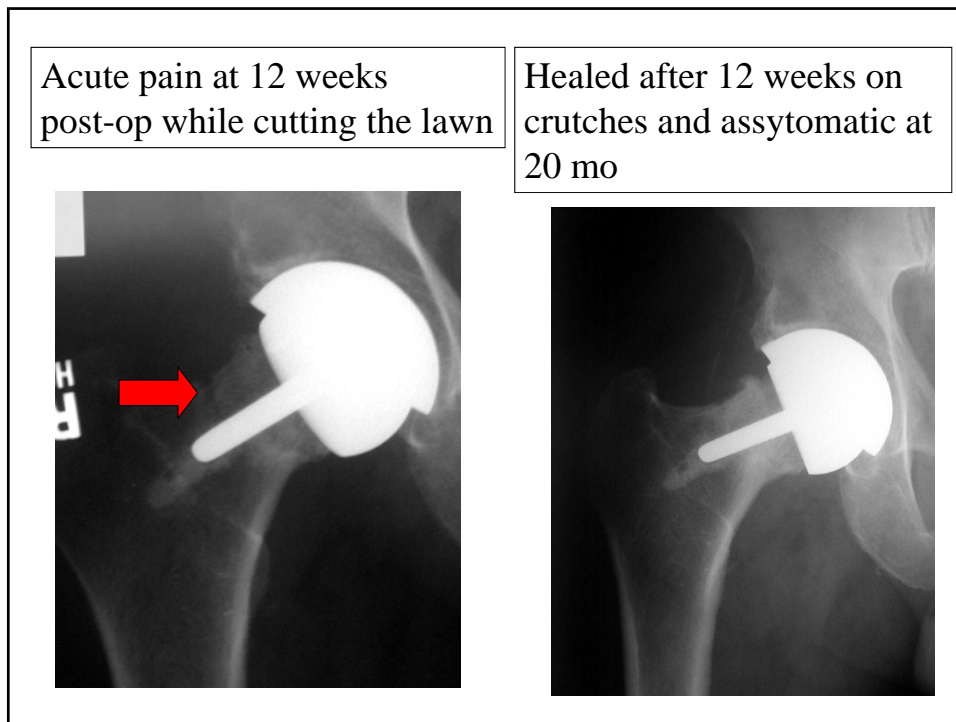 Acute pain at 12 weeks
post-op while cutting the lawn
Healed after 12 weeks on
crutches and assytomatic at
20 mo
H
R